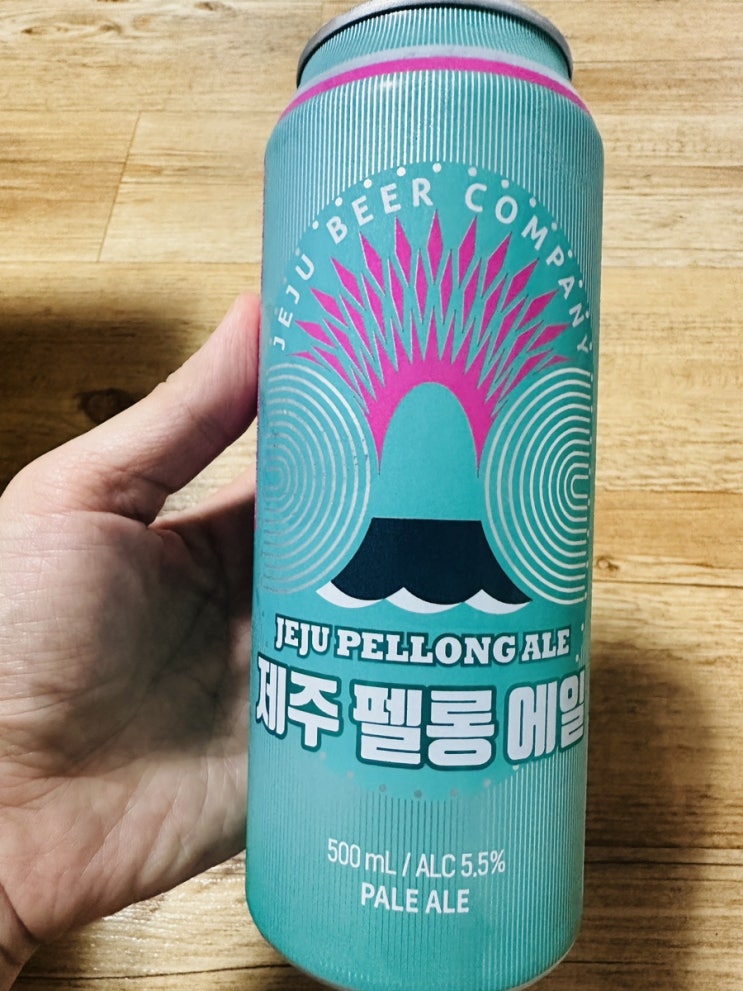 JEJU BEER COMPANY
JEJU PELLONG ALE
제주 펠롱 에일
500 mL / ALC 5.5%
PALE ALE